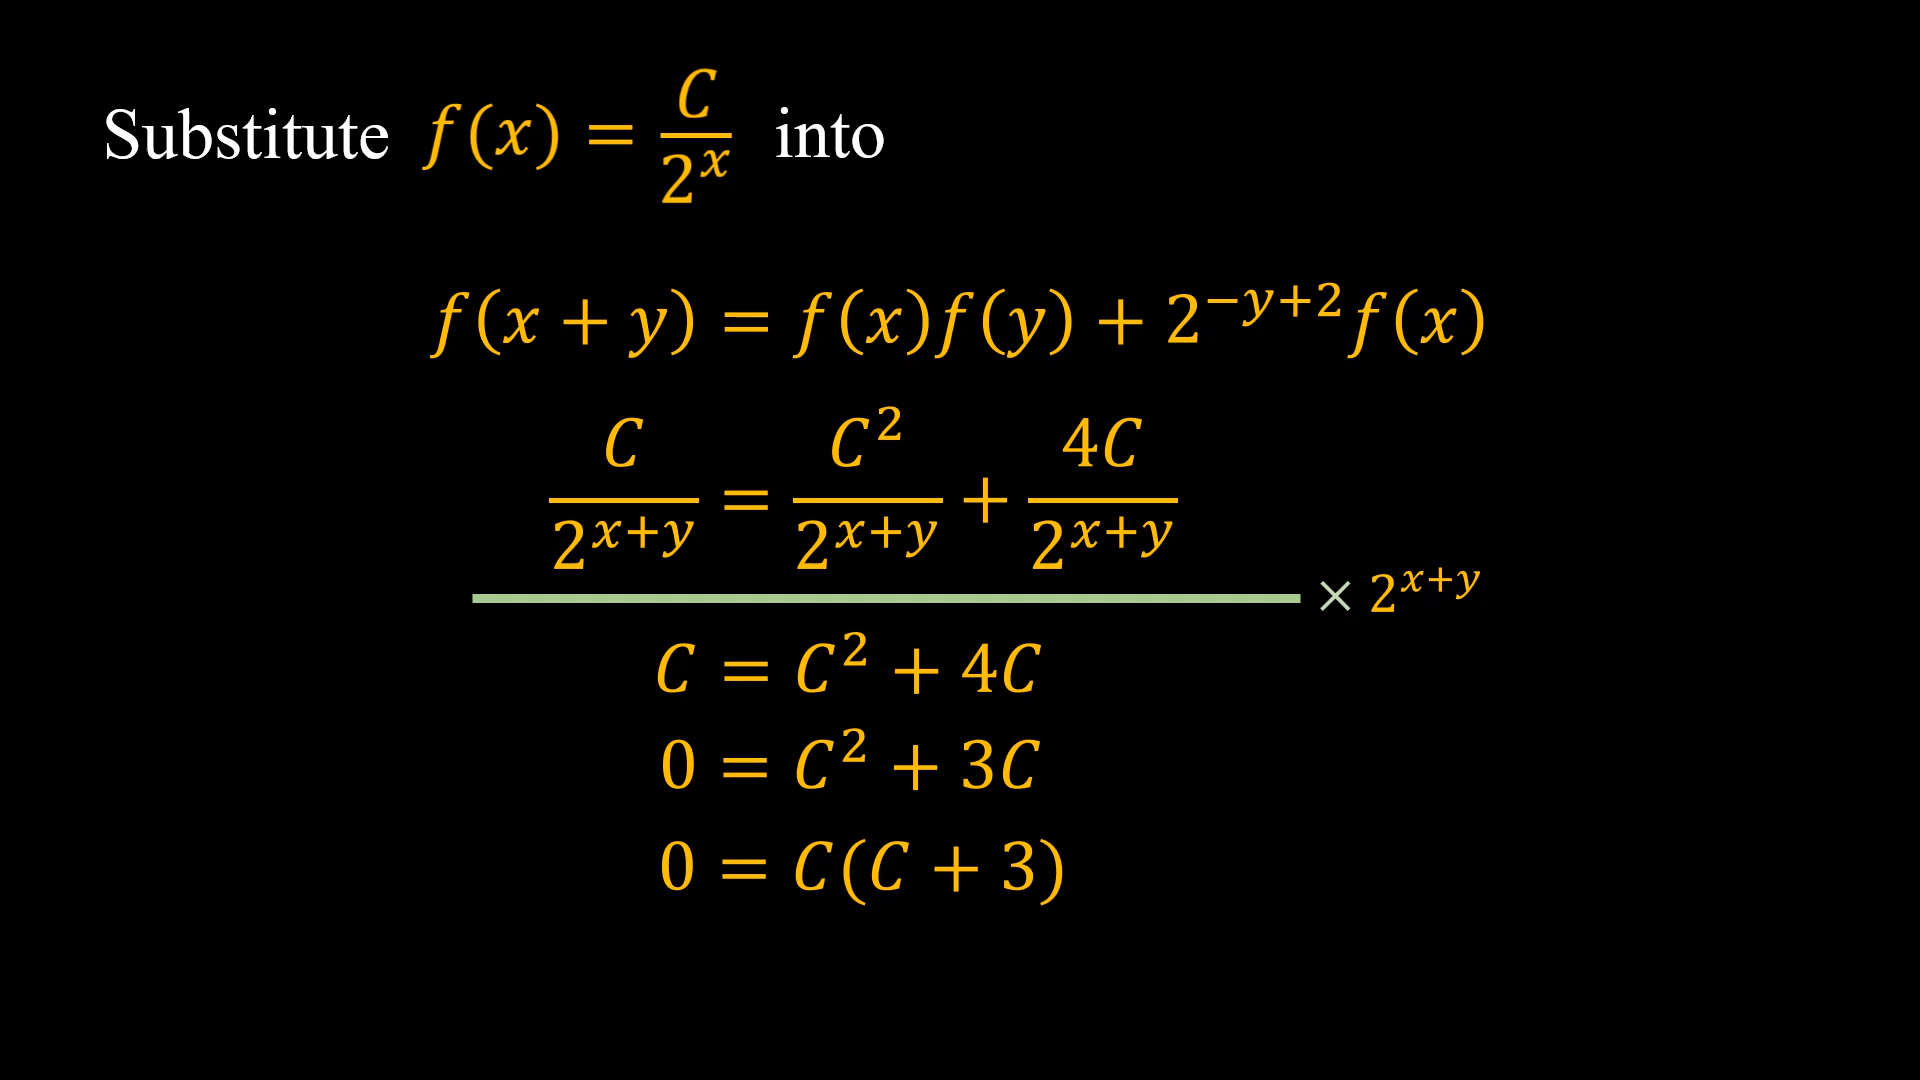 Substitute f(x) = C/2^x into
f(x + y) = f(x)f(y) + 2^{−y+2}f(x)
C/2^{x+y} = C^2/2^{x+y} + 4C/2^{x+y}
× 2^{x+y}
C = C^2 + 4C
0 = C^2 + 3C
0 = C(C + 3)